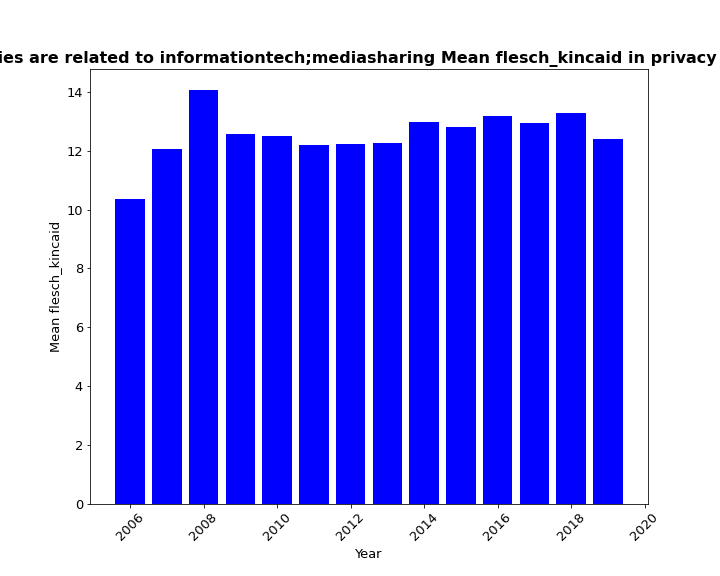 ies are related to informationtech;mediasharing Mean flesch_kincaid in privacy
14
12
10
8
6
4
2
0
Mean flesch_kincaid
2006 2008 2010 2012 2014 2016 2018 2020
Year